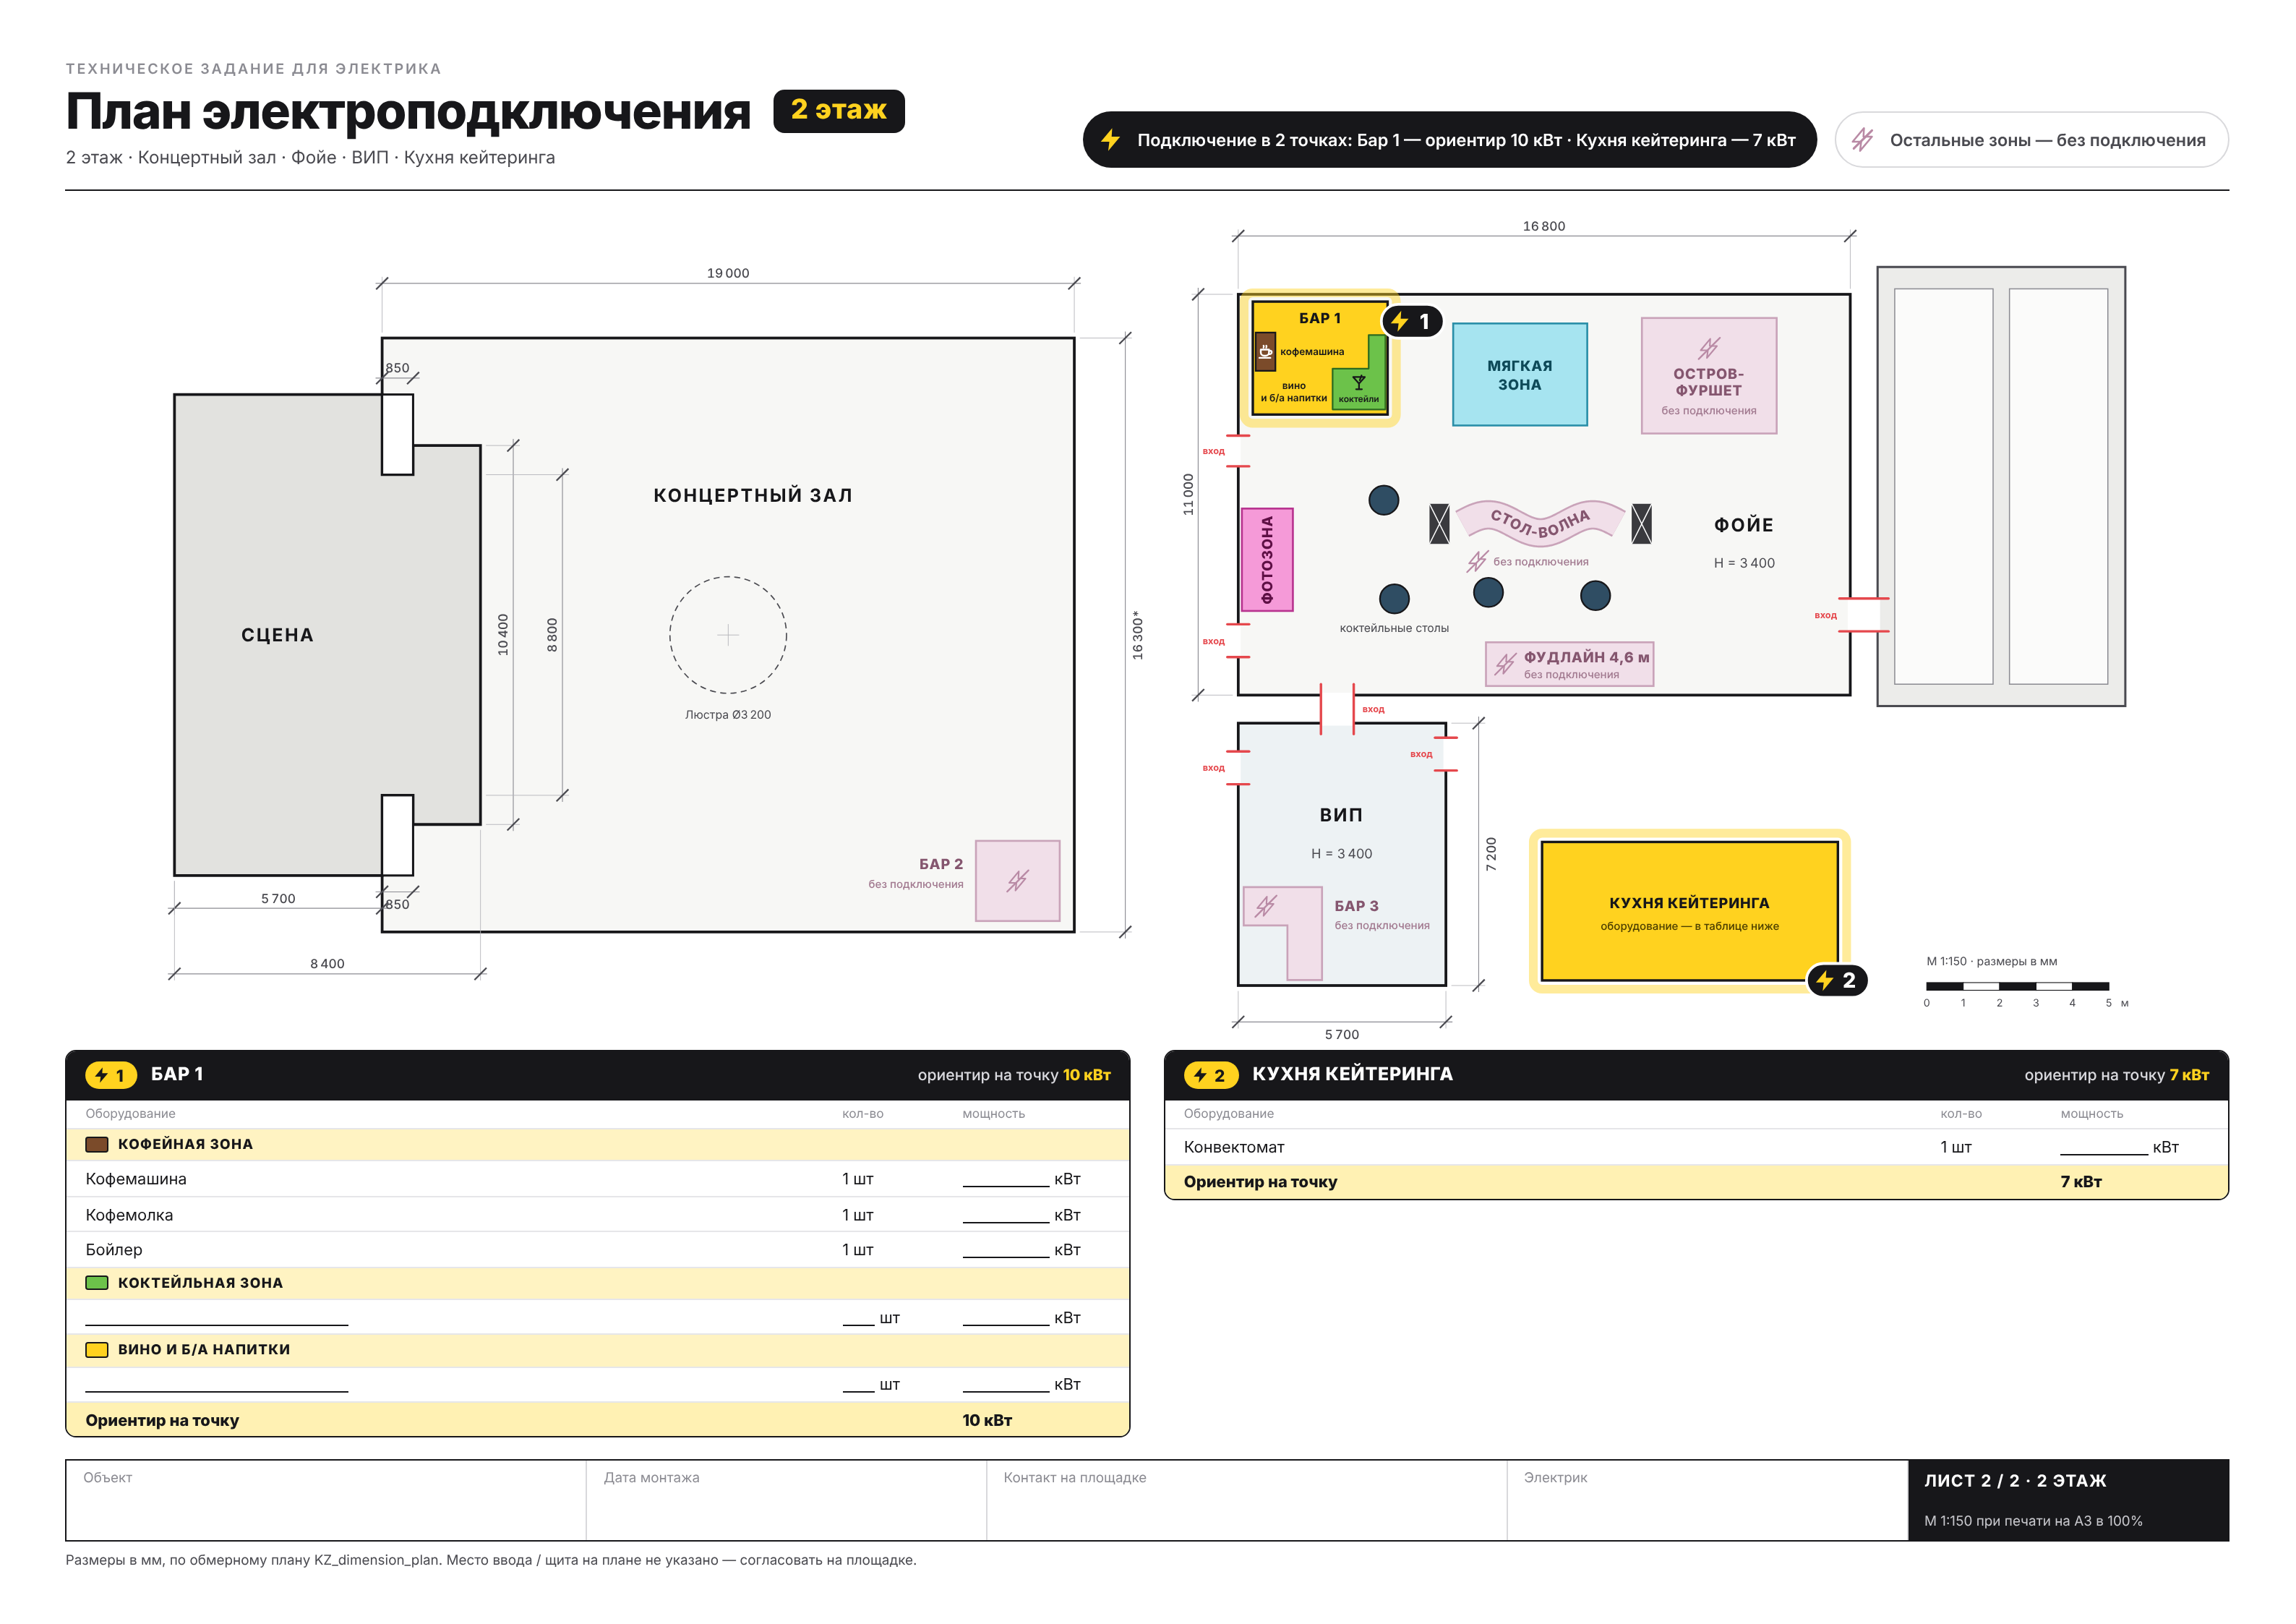 ТЕХНИЧЕСКОЕ ЗАДАНИЕ ДЛЯ ЭЛЕКТРИКА
План электроподключения
2 этаж
2 этаж · Концертный зал · Фойе · ВИП · Кухня кейтеринга
Подключение в 2 точках: Бар 1 — ориентир 10 кВт · Кухня кейтеринга — 7 кВт
Остальные зоны — без подключения
19 000
850
КОНЦЕРТНЫЙ ЗАЛ
СЦЕНА
10 400
8 800
16 300*
Люстра Ø3 200
БАР 2
без подключения
5 700
850
8 400
16 800
11 000
БАР 1
1
кофемашина
вино
и б/а напитки
коктейли
МЯГКАЯ
ЗОНА
ОСТРОВ-
ФУРШЕТ
без подключения
вход
ФОТОЗОНА
СТОЛ-ВОЛНА
без подключения
ФОЙЕ
H = 3 400
вход
вход
коктейльные столы
ФУДЛАЙН 4,6 м
без подключения
вход
вход
вход
ВИП
H = 3 400
7 200
БАР 3
без подключения
5 700
КУХНЯ КЕЙТЕРИНГА
оборудование — в таблице ниже
2
М 1:150 · размеры в мм
0 1 2 3 4 5 м
1 БАР 1 ориентир на точку 10 кВт
Оборудование кол-во мощность
КОФЕЙНАЯ ЗОНА
Кофемашина 1 шт ________ кВт
Кофемолка 1 шт ________ кВт
Бойлер 1 шт ________ кВт
КОКТЕЙЛЬНАЯ ЗОНА
________ ___ шт ________ кВт
ВИНО И Б/А НАПИТКИ
________ ___ шт ________ кВт
Ориентир на точку 10 кВт
2 КУХНЯ КЕЙТЕРИНГА ориентир на точку 7 кВт
Оборудование кол-во мощность
Конвектомат 1 шт ________ кВт
Ориентир на точку 7 кВт
Объект
Дата монтажа
Контакт на площадке
Электрик
ЛИСТ 2 / 2 · 2 ЭТАЖ
М 1:150 при печати на А3 в 100%
Размеры в мм, по обмерному плану KZ_dimension_plan. Место ввода / щита на плане не указано — согласовать на площадке.